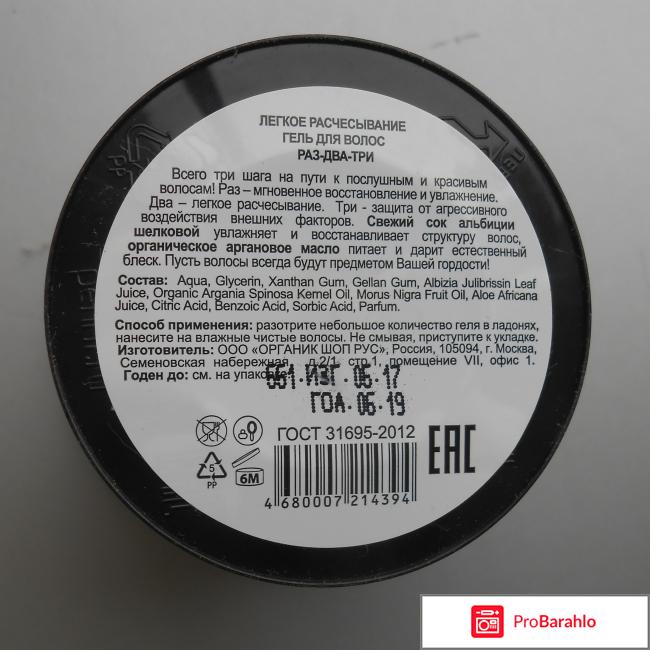 ЛЕГКОЕ РАСЧЕСЫВАНИЕ
ГЕЛЬ ДЛЯ ВОЛОС
РАЗ-ДВА-ТРИ
Всего три шага на пути к послушным и красивым
волосам! Раз – мгновенное восстановление и увлажнение.
Два – легкое расчесывание. Три - защита от агрессивного
воздействия внешних факторов. Свежий сок альбиции
шелковой увлажняет и восстанавливает структуру волос,
органическое аргановое масло питает и дарит естественный
блеск. Пусть волосы всегда будут предметом Вашей гордости!
Состав: Aqua, Glycerin, Xanthan Gum, Gellan Gum, Albizia Julibrissin Leaf
Juice, Organic Argania Spinosa Kernel Oil, Morus Nigra Fruit Oil, Aloe Africana
Juice, Citric Acid, Benzoic Acid, Sorbic Acid, Parfum.
Способ применения: разотрите небольшое количество геля в ладонях,
нанесите на влажные чистые волосы. Не смывая, приступите к укладке.
Изготовитель: ООО «ОРГАНИК ШОП РУС», Россия, 105094, г. Москва,
Семеновская набережная, д.2/1, стр.1, помещение VII, офис 1.
Годен до: см. на упаковке
551.ИЗГ.06.17
ГОД.06.19
ГОСТ 31695-2012
EAC
5
PP
6М
4 680007 214394
ProBarahlo